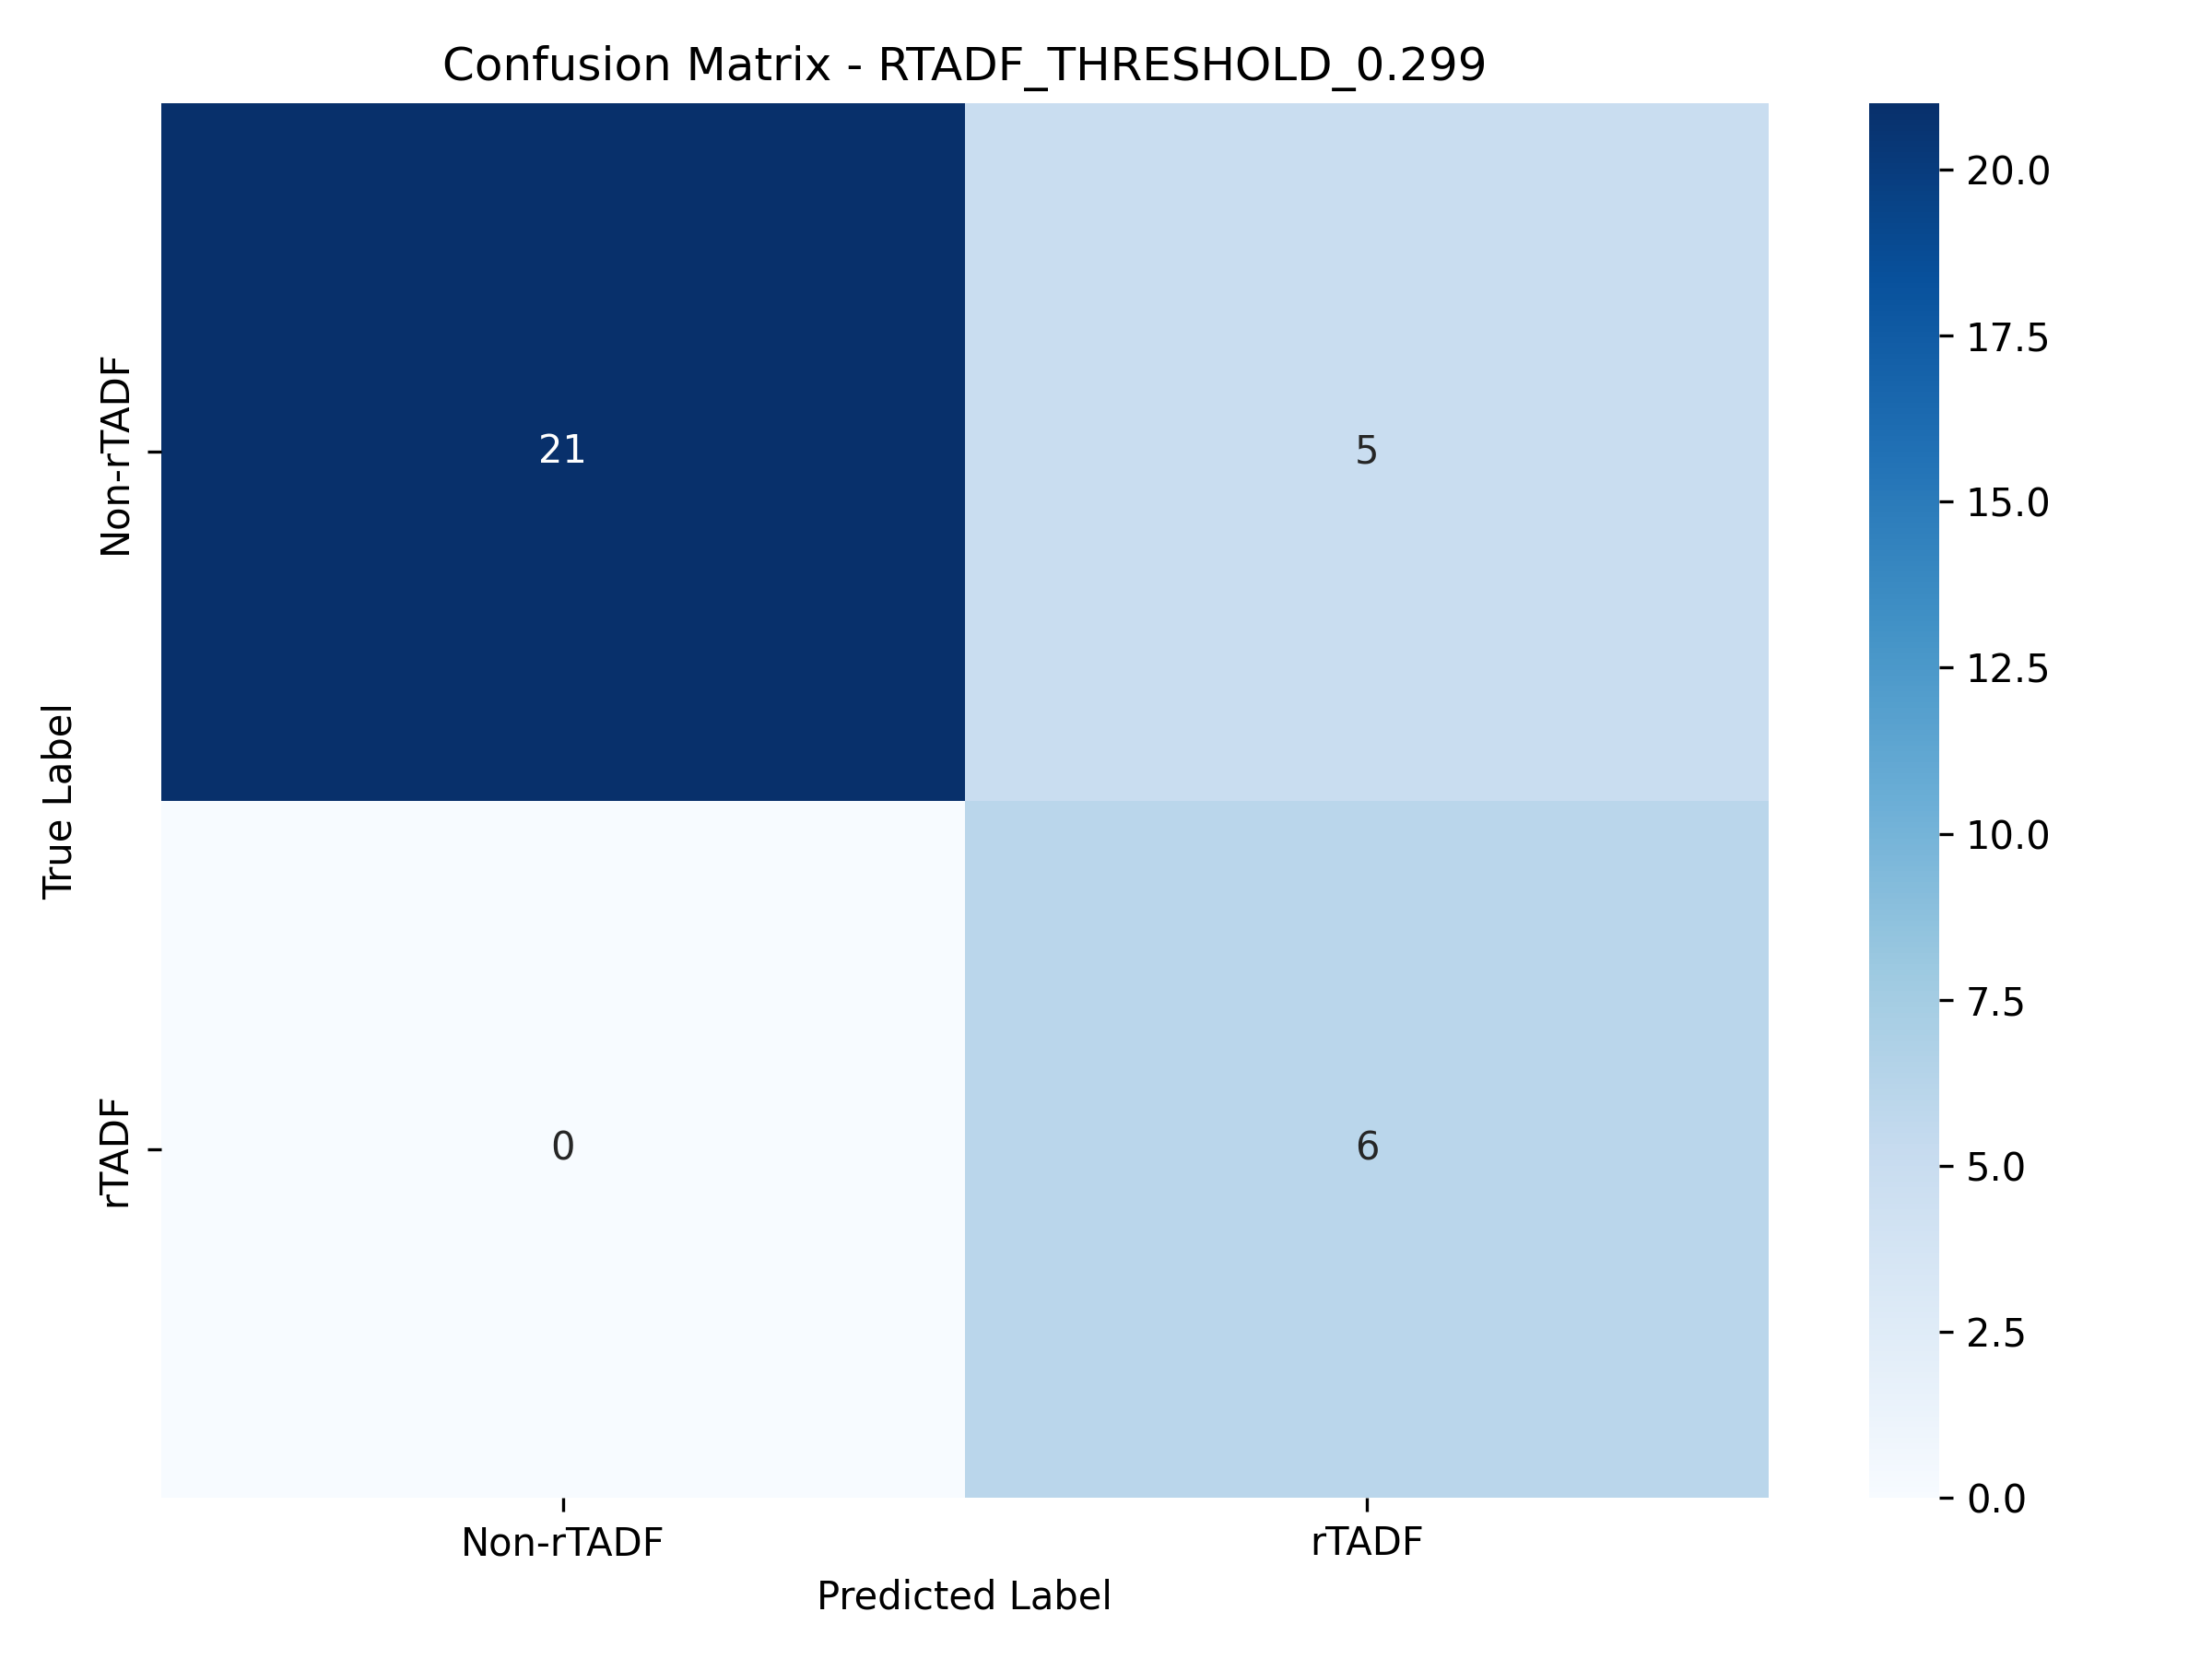 Confusion Matrix - RTADF_THRESHOLD_0.299
True Label
Non-rTADF
rTADF
21
5
0
6
Non-rTADF
rTADF
Predicted Label
20.0
17.5
15.0
12.5
10.0
7.5
5.0
2.5
0.0